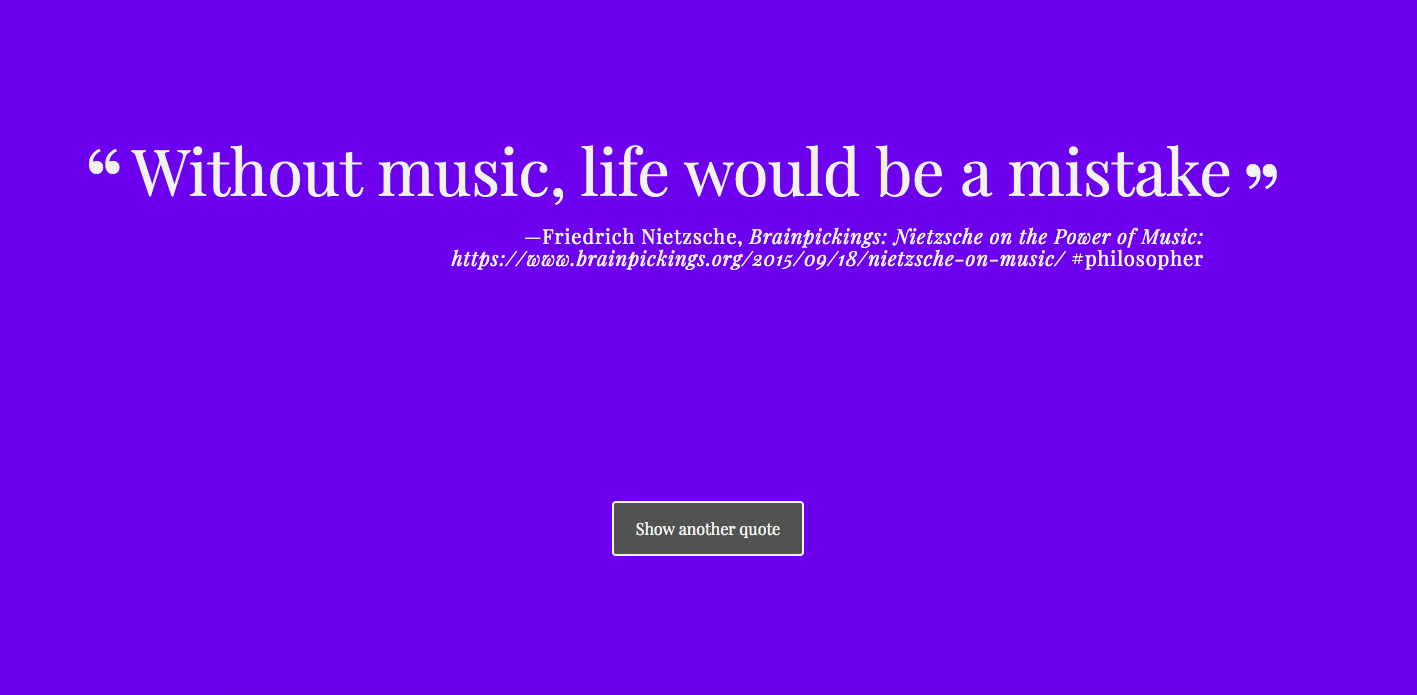 “ Without music, life would be a mistake ”
—Friedrich Nietzsche, Brainpickings: Nietzsche on the Power of Music:
https://www.brainpickings.org/2015/09/18/nietzsche-on-music/ #philosopher
Show another quote